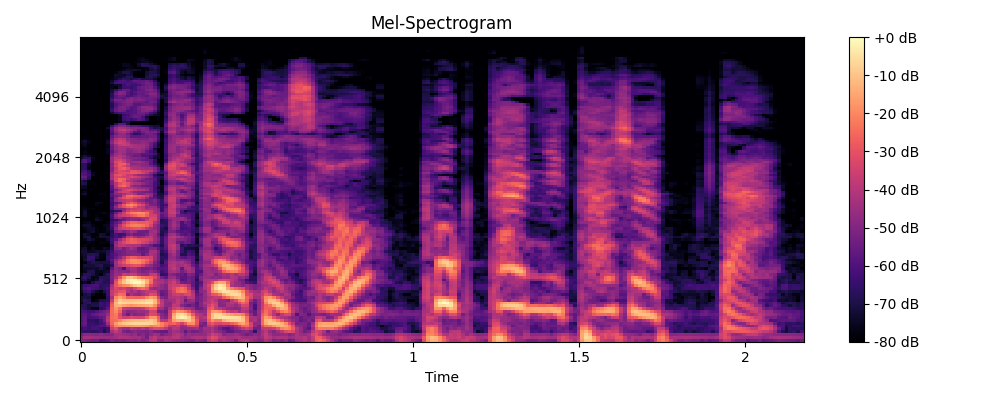 Mel-Spectrogram
+0 dB
4096
-10 dB
-20 dB
2048
-30 dB
Hz
1024
-40 dB
-50 dB
512
-60 dB
-70 dB
0
-80 dB
0 0.5 1 1.5 2
Time